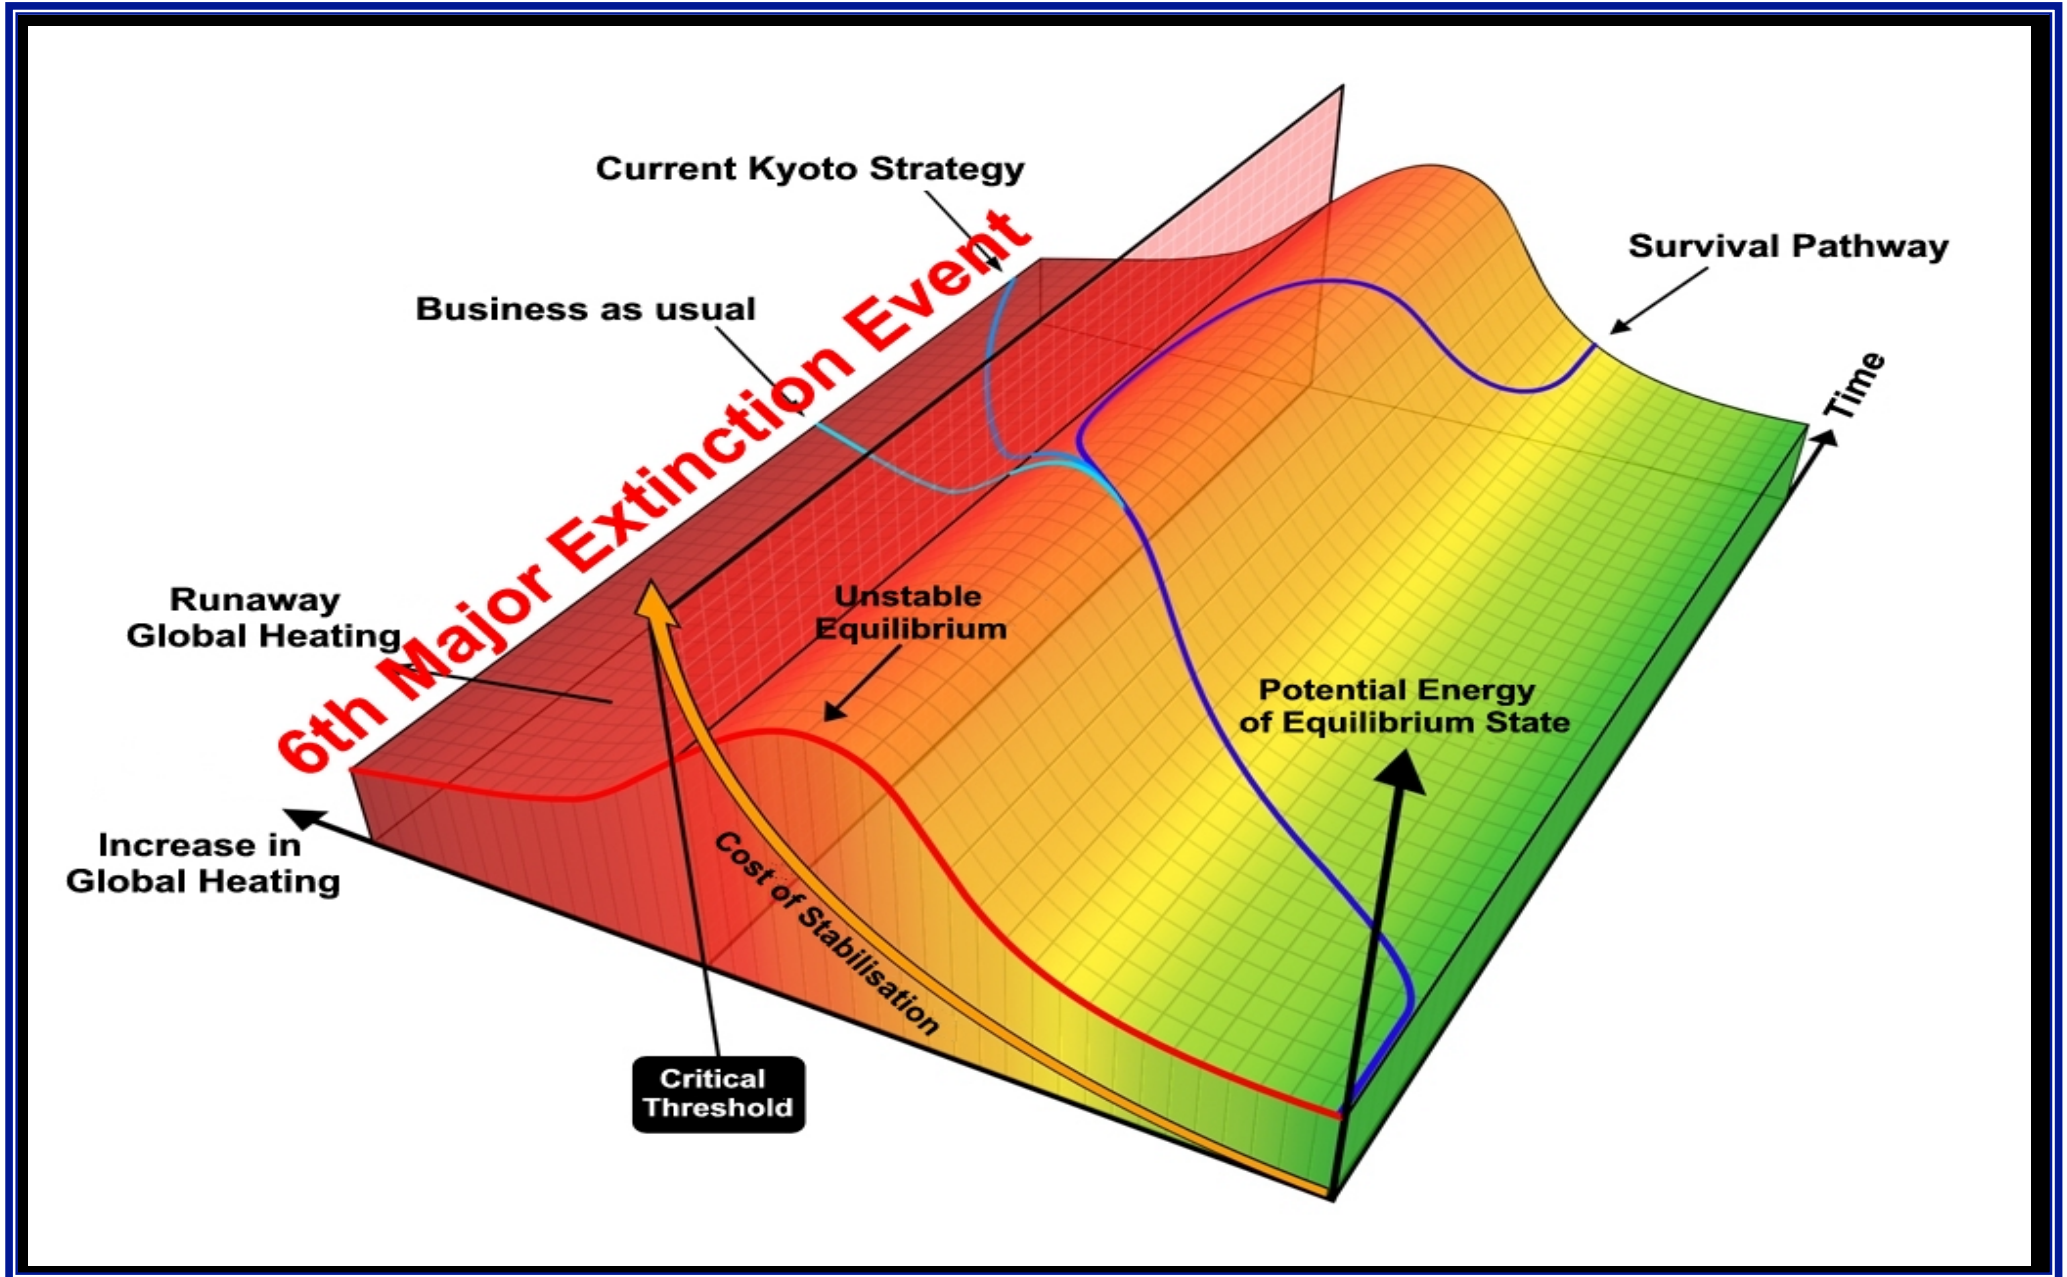 Current Kyoto Strategy
Survival Pathway
Business as usual
6th Major Extinction Event
Time
Runaway
Global Heating
Unstable
Equilibrium
Potential Energy
of Equilibrium State
Increase in
Global Heating
Cost of Stabilisation
Critical
Threshold